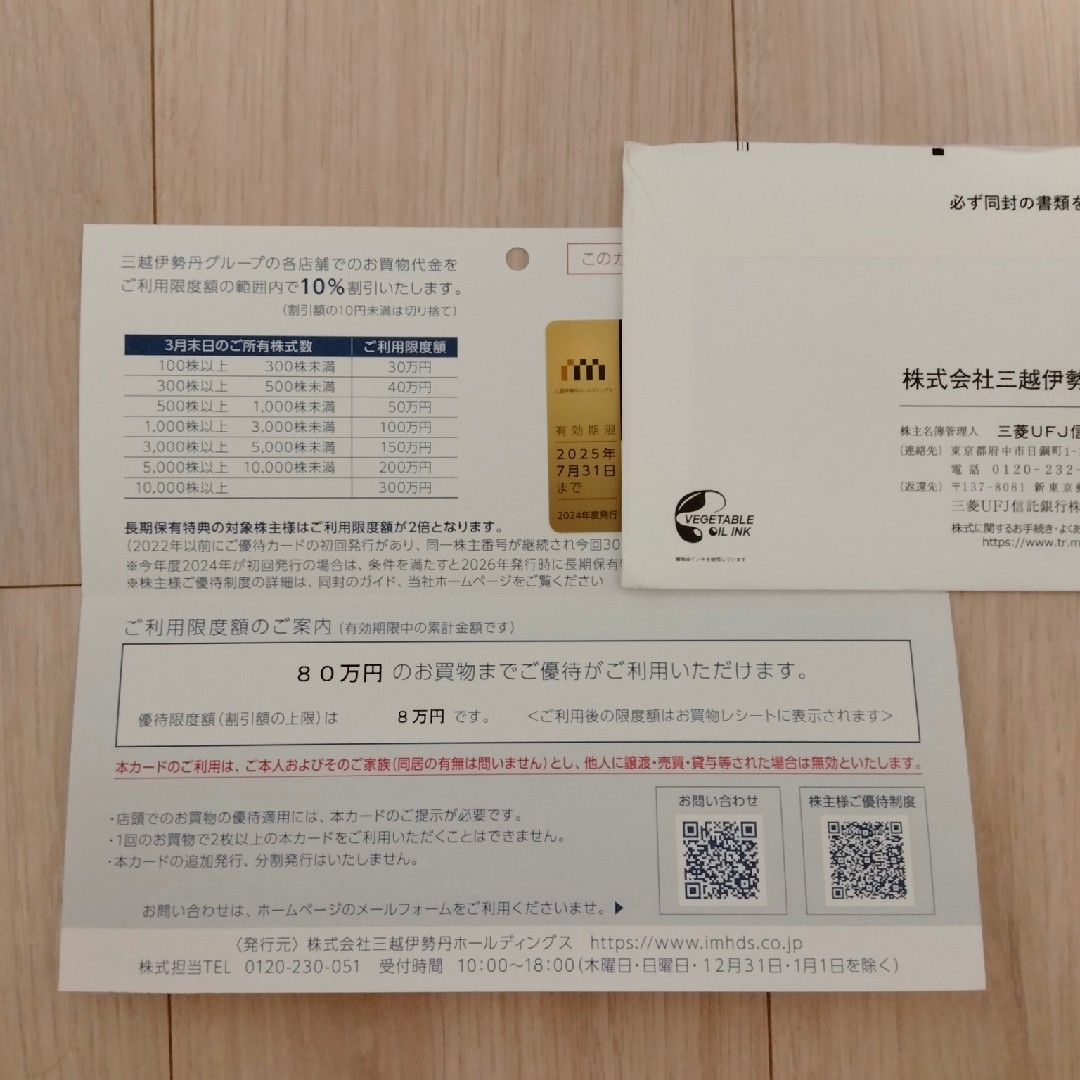 三越伊勢丹グループの各店舗でのお買物代金を
ご利用限度額の範囲内で10%割引いたします。
(割引額の10円未満は切り捨て)
このカ
3月末日のご所有株式数 ご利用限度額
100株以上 300株未満 30万円
300株以上 500株未満 40万円
500株以上 1,000株未満 50万円
1,000株以上 3,000株未満 100万円
3,000株以上 5,000株未満 150万円
5,000株以上 10,000株未満 200万円
10,000株以上 300万円
有効期限
2025年
7月31日
まで
2024年度発行
長期保有特典の対象株主様はご利用限度額が2倍となります。
(2022年以前にご優待カードの初回発行があり、同一株主番号が継続され今回30
※今年度2024年が初回発行の場合は、条件を満たすと2026年発行時に長期保有
※株主様ご優待制度の詳細は、同封のガイド、当社ホームページをご覧ください
必ず同封の書類を
株式会社三越伊勢
株主名簿管理人 三菱UFJ信
(連絡先) 東京都府中市日鋼町1-
電話 0120-232-
(返還先) 〒137-8081 新東京
三菱UFJ信託銀行株
株式に関するお手続き・よくあ
https://www.tr.m
VEGETABLE
OIL INK
ご利用限度額のご案内(有効期限中の累計金額です)
80万円のお買物までご優待がご利用いただけます。
優待限度額(割引額の上限)は 8万円 です。 <ご利用後の限度額はお買物レシートに表示されます>
本カードのご利用は、ご本人およびそのご家族(同居の有無は問いません)とし、他人に譲渡・売買・貸与等された場合は無効といたします。
・店頭でのお買物の優待適用には、本カードのご提示が必要です。
・1回のお買物で2枚以上の本カードをご利用いただくことはできません。
・本カードの追加発行、分割発行はいたしません。
お問い合わせ
株主様ご優待制度
お問い合わせは、ホームページのメールフォームをご利用くださいませ。▶
〈発行元〉株式会社三越伊勢丹ホールディングス https://www.imhds.co.jp
株式担当TEL 0120-230-051 受付時間 10:00〜18:00(木曜日・日曜日・12月31日・1月1日を除く)